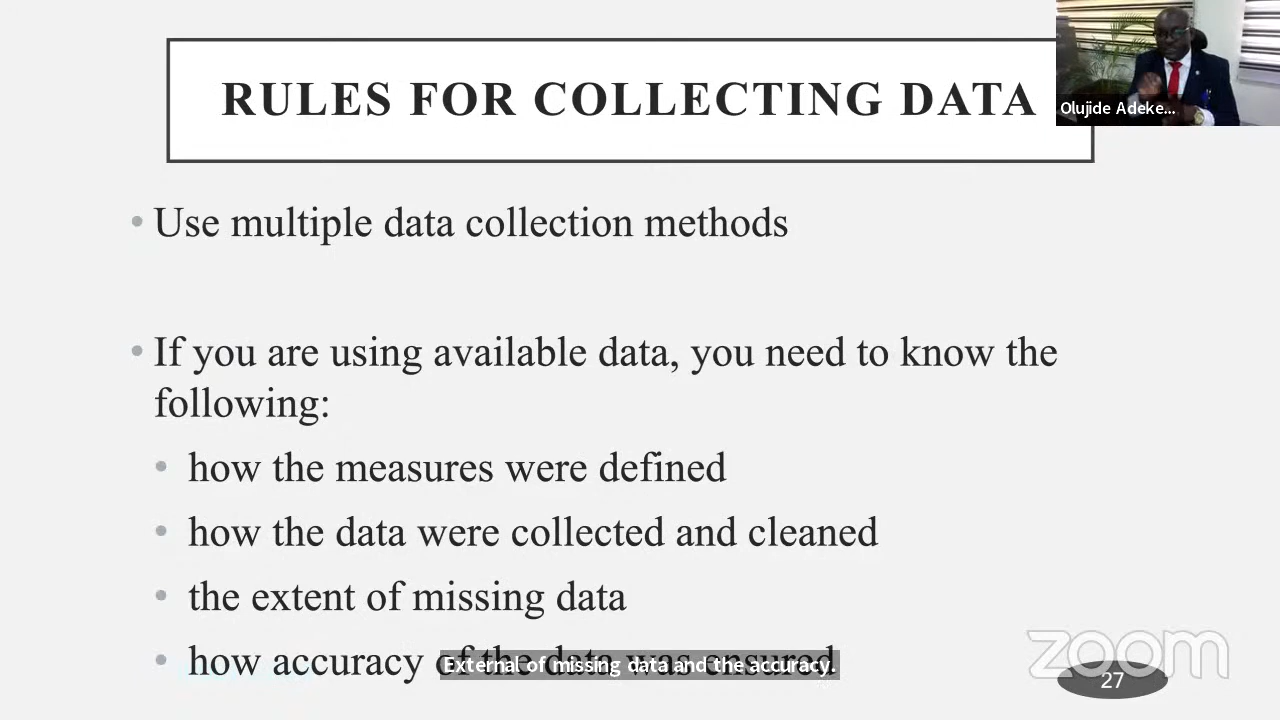 RULES FOR COLLECTING DATA
Olujide Adeke...
• Use multiple data collection methods
• If you are using available data, you need to know the
following:
• how the measures were defined
• how the data were collected and cleaned
• the extent of missing data
• how accuracy of the data was ensured
External of missing data and the accuracy.
zoom
27